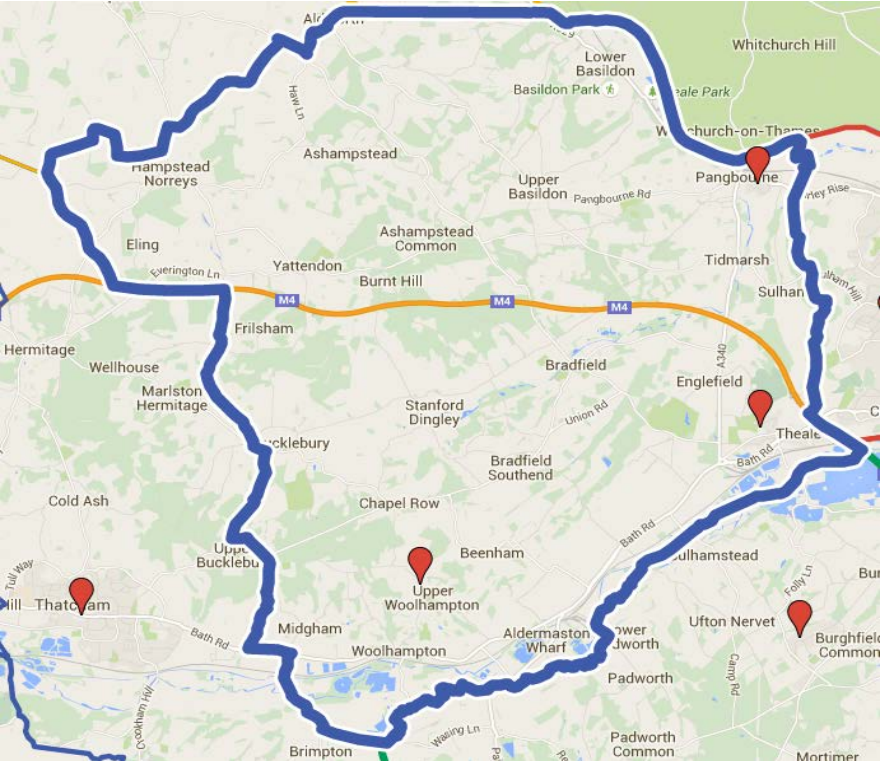 Whitchurch Hill
Lower
Basildon
Basildon Park
Haw Ln
Ashampstead
Hampstead
Norreys
Upper
Basildon
Pangbourne Rd
Pangbourne
Eling
Ashampstead
Common
Everington Ln
Yattendon
Burnt Hill
Tidmarsh
M4
M4
M4
Frilsham
Hermitage
Wellhouse
Marlston
Hermitage
Bradfield
A340
Englefield
Stanford
Dingley
Union Rd
Theale
Bath Rd
Bradfield
Southend
Cold Ash
Chapel Row
Bath Rd
Beenham
Tull Way
Upper
Woolhampton
Folly Ln
Thatcham
Midgham
Bath Rd
Woolhampton
Aldermaston
Wharf
Ufton Nervet
Burghfield
Common
Padworth
Camp Rd
Crookham Hill
Brimpton
Padworth
Common
Mortimer